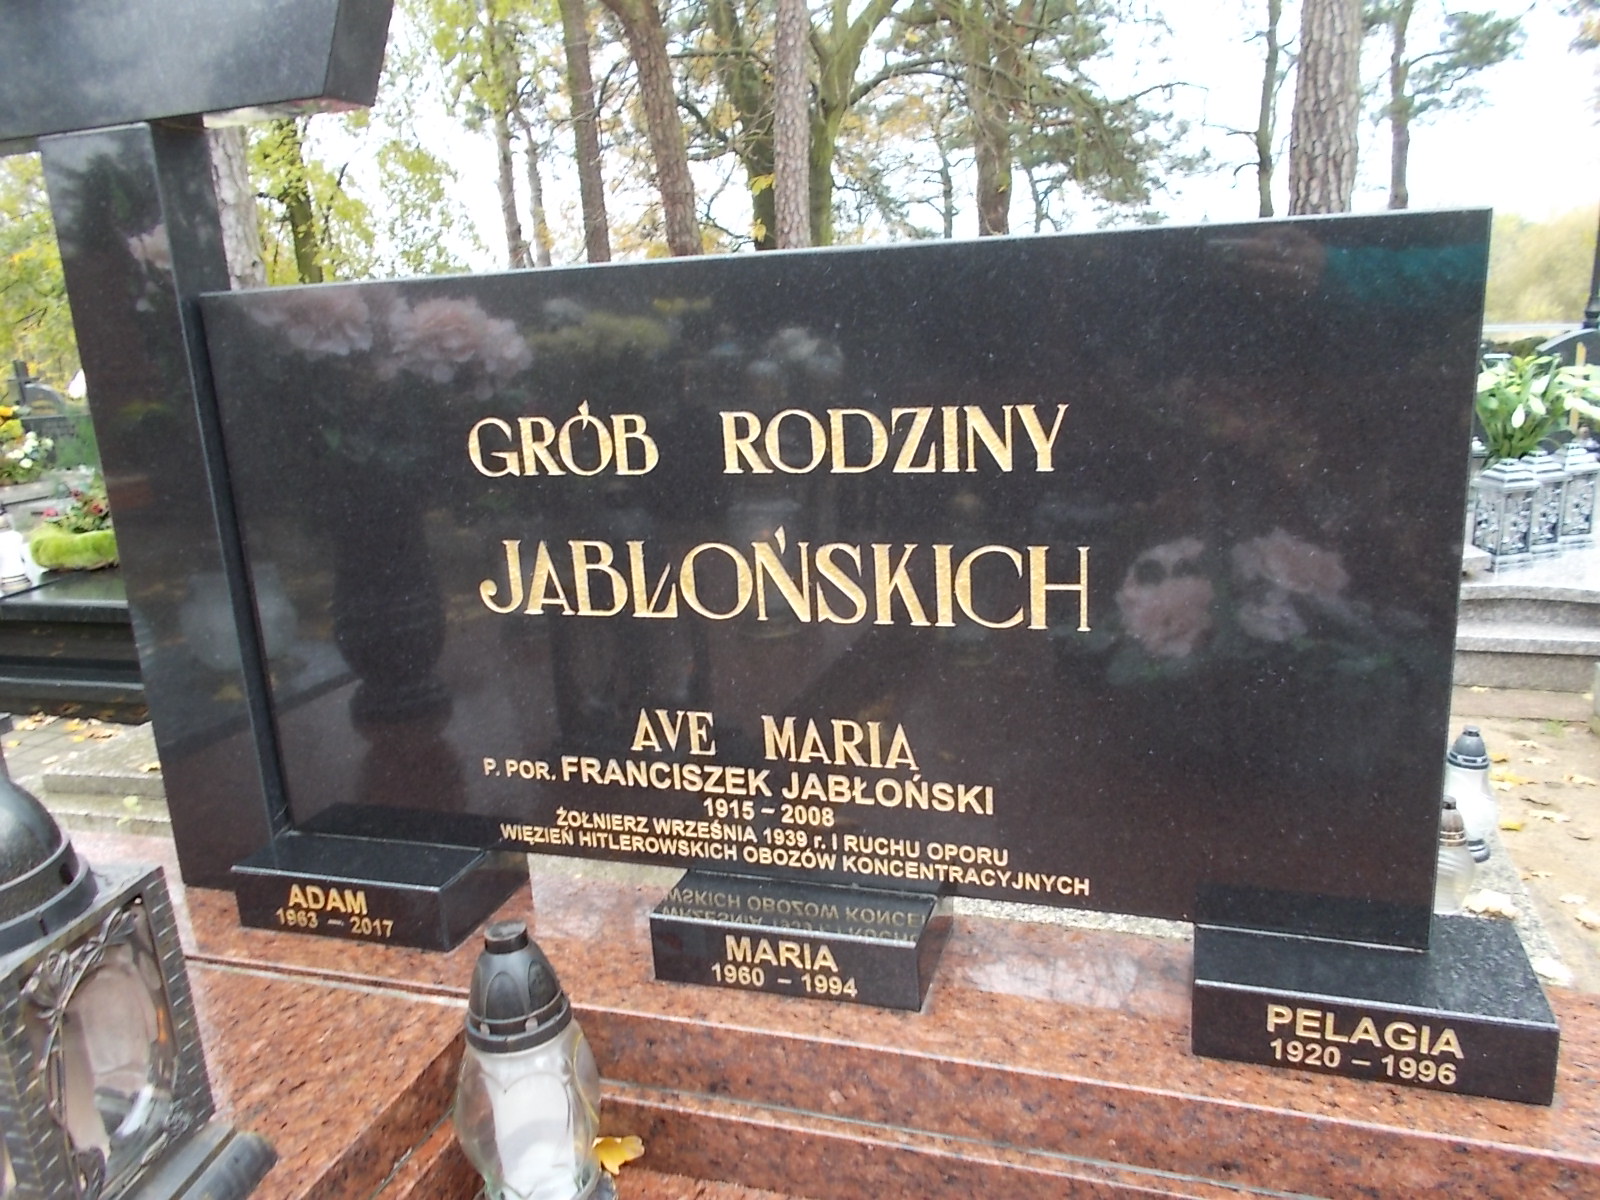 GRÓB RODZINY
JABŁOŃSKICH
AVE MARIA
P. POR. FRANCISZEK JABŁOŃSKI
1915 – 2008
ŻOŁNIERZ WRZEŚNIA 1939 r. I RUCHU OPORU
WIĘZIEŃ HITLEROWSKICH OBOZÓW KONCENTRACYJNYCH
ADAM
1963 – 2017
MARIA
1960 – 1994
PELAGIA
1920 – 1996